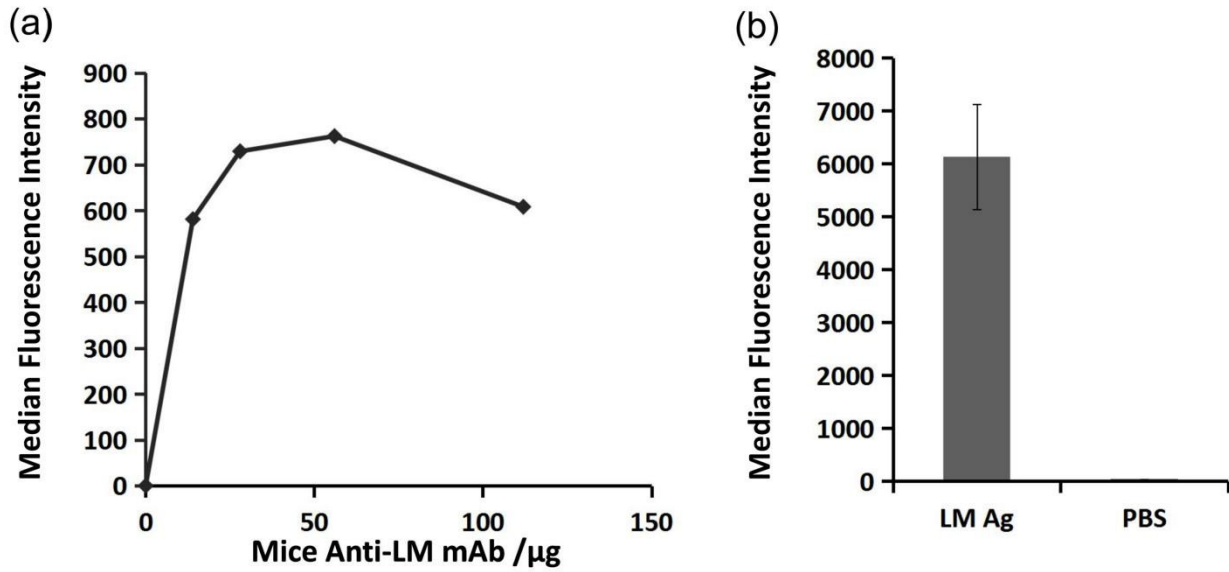 (a)
Median Fluorescence Intensity
900
800
700
600
500
400
300
200
100
0
0 50 100 150
Mice Anti-LM mAb /μg
(b)
Median Fluorescence Intensity
8000
7000
6000
5000
4000
3000
2000
1000
0
LM Ag PBS